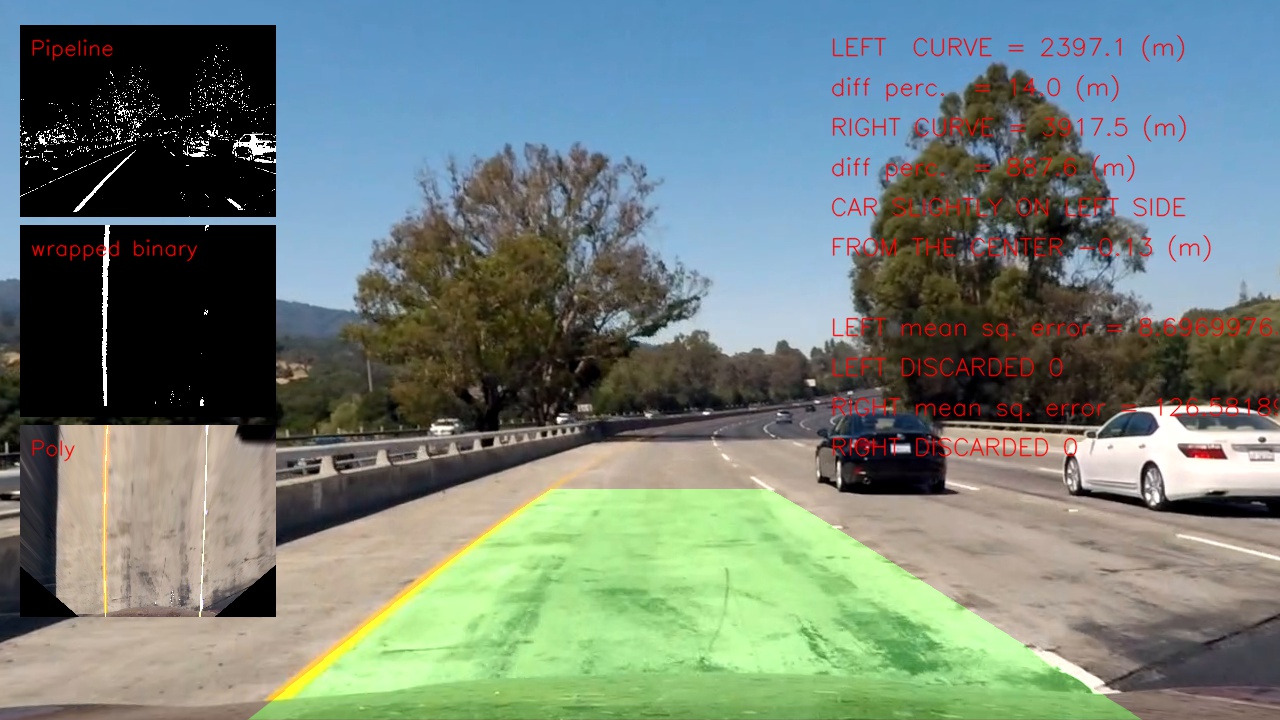 Pipeline
wrapped binary
Poly
LEFT  CURVE = 2397.1 (m)
diff perc.  = 14.0 (m)
RIGHT CURVE = 3917.5 (m)
diff perc.  = 887.6 (m)
CAR SLIGHTLY ON LEFT SIDE
FROM THE CENTER -0.13 (m)
LEFT mean sq. error = 8.6969976
LEFT DISCARDED 0
RIGHT mean sq. error = 126.58189
RIGHT DISCARDED 0